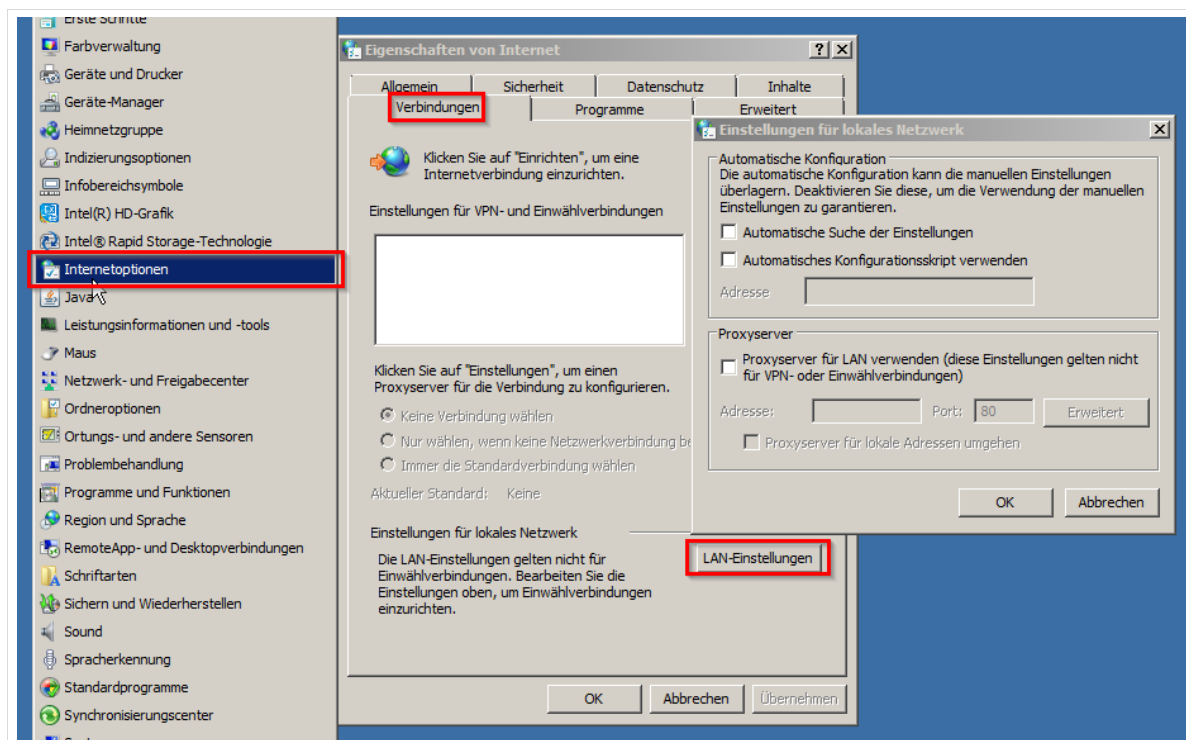 Erste Schritte
Farbverwaltung
Geräte und Drucker
Geräte-Manager
Heimnetzgruppe
Indizierungsoptionen
Infobereichsymbole
Intel(R) HD-Grafik
Intel® Rapid Storage-Technologie
Internetoptionen
Java
Leistungsinformationen und -tools
Maus
Netzwerk- und Freigabecenter
Ordneroptionen
Ortungs- und andere Sensoren
Problembehandlung
Programme und Funktionen
Region und Sprache
RemoteApp- und Desktopverbindungen
Schriftarten
Sichern und Wiederherstellen
Sound
Spracherkennung
Standardprogramme
Synchronisierungscenter
Eigenschaften von Internet
Allgemein Sicherheit Datenschutz Inhalte
Verbindungen Programme Erweitert
Klicken Sie auf "Einrichten", um eine
Internetverbindung einzurichten.
Einstellungen für VPN- und Einwählverbindungen
Klicken Sie auf "Einstellungen", um einen
Proxyserver für die Verbindung zu konfigurieren.
Keine Verbindung wählen
Nur wählen, wenn keine Netzwerkverbindung be
Immer die Standardverbindung wählen
Aktueller Standard: Keine
Einstellungen für lokales Netzwerk
Die LAN-Einstellungen gelten nicht für
Einwählverbindungen. Bearbeiten Sie die
Einstellungen oben, um Einwählverbindungen
einzurichten.
LAN-Einstellungen
OK Abbrechen Übernehmen
Einstellungen für lokales Netzwerk
Automatische Konfiguration
Die automatische Konfiguration kann die manuellen Einstellungen
überlagern. Deaktivieren Sie diese, um die Verwendung der manuellen
Einstellungen zu garantieren.
Automatische Suche der Einstellungen
Automatisches Konfigurationsskript verwenden
Adresse
Proxyserver
Proxyserver für LAN verwenden (diese Einstellungen gelten nicht
für VPN- oder Einwählverbindungen)
Adresse: Port: 80 Erweitert
Proxyserver für lokale Adressen umgehen
OK Abbrechen